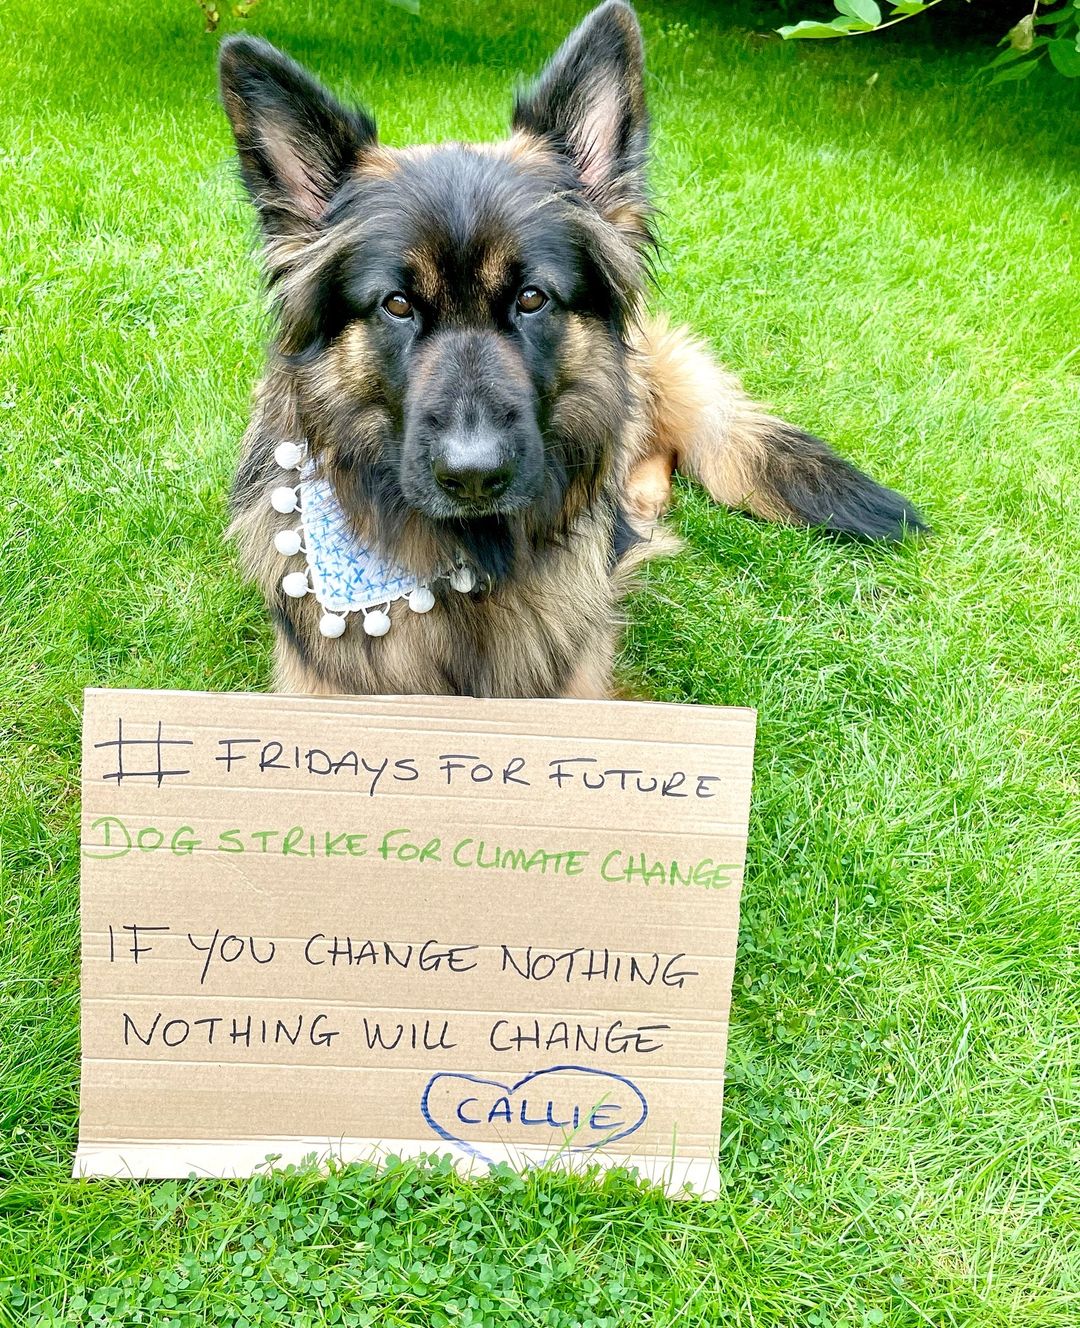 # FRIDAYS FOR FUTURE
DOG STRIKE FOR CLIMATE CHANGE
IF YOU CHANGE NOTHING
NOTHING WILL CHANGE
CALLIE